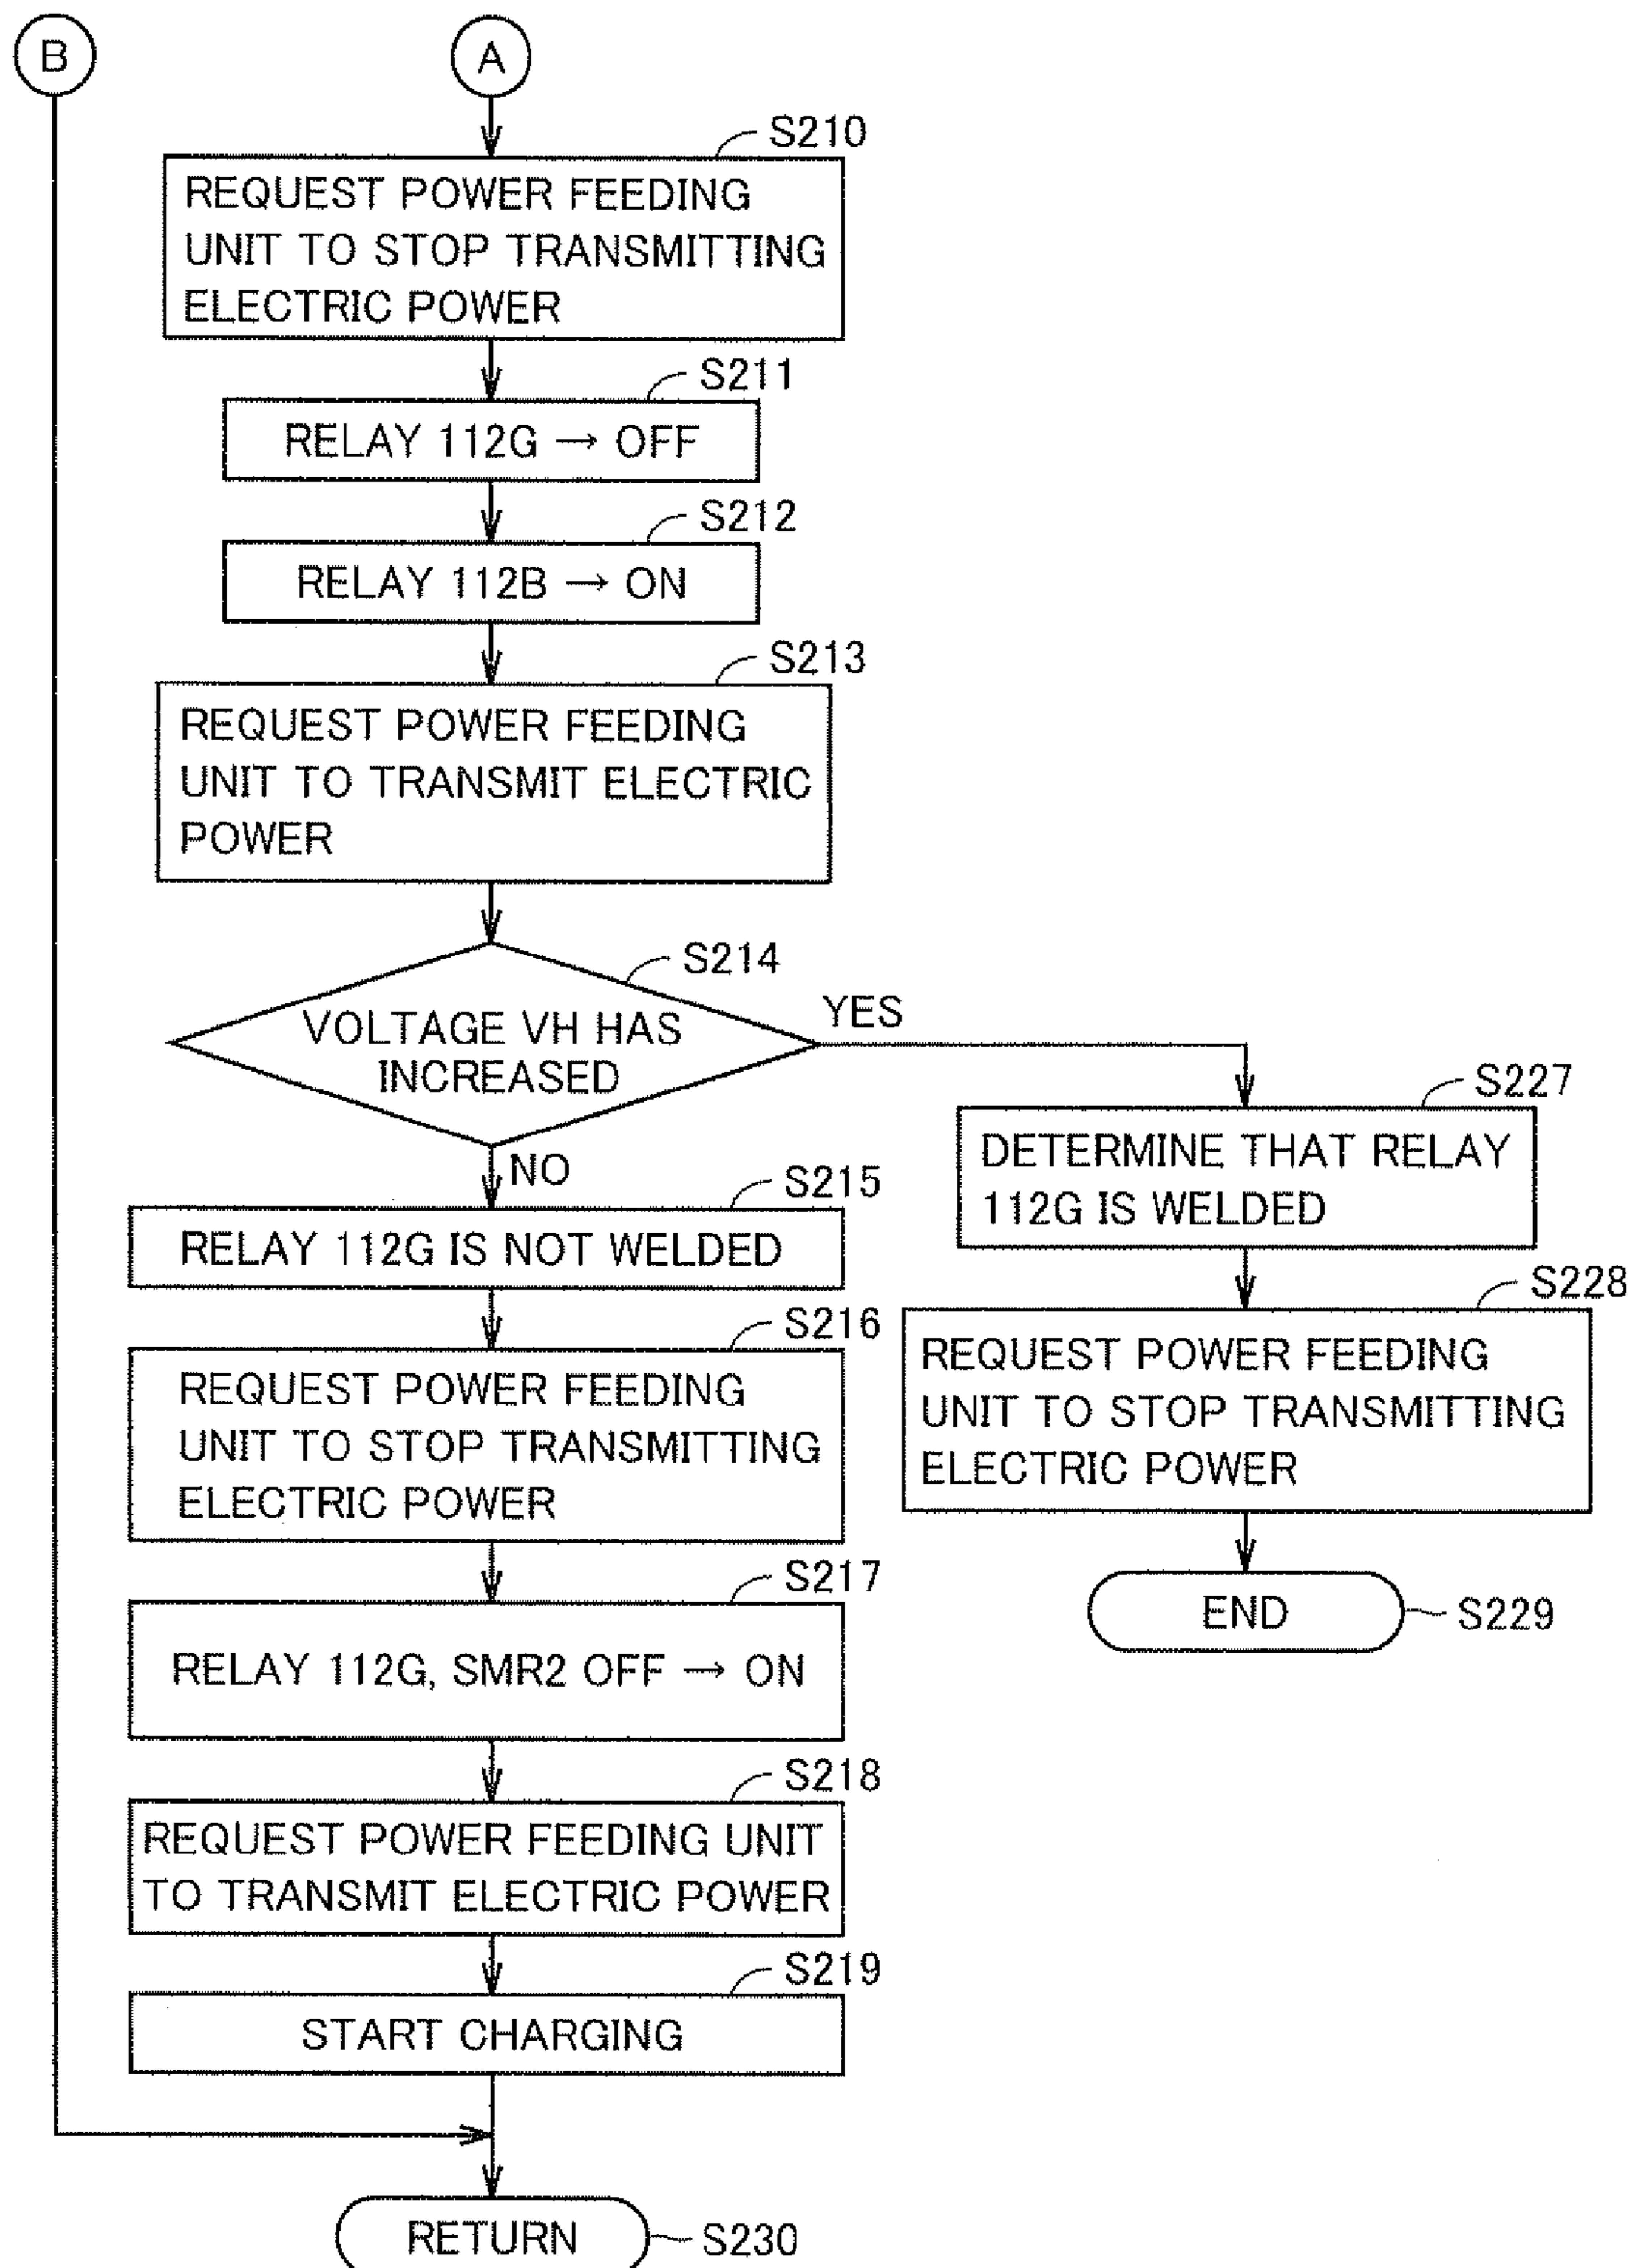 B
A
S210
REQUEST POWER FEEDING
UNIT TO STOP TRANSMITTING
ELECTRIC POWER
S211
RELAY 112G → OFF
S212
RELAY 112B → ON
S213
REQUEST POWER FEEDING
UNIT TO TRANSMIT ELECTRIC
POWER
S214
VOLTAGE VH HAS
INCREASED
YES
NO
S227
DETERMINE THAT RELAY
112G IS WELDED
S215
RELAY 112G IS NOT WELDED
S228
REQUEST POWER FEEDING
UNIT TO STOP TRANSMITTING
ELECTRIC POWER
S216
REQUEST POWER FEEDING
UNIT TO STOP TRANSMITTING
ELECTRIC POWER
END
S229
S217
RELAY 112G, SMR2 OFF → ON
S218
REQUEST POWER FEEDING UNIT
TO TRANSMIT ELECTRIC POWER
S219
START CHARGING
RETURN
S230